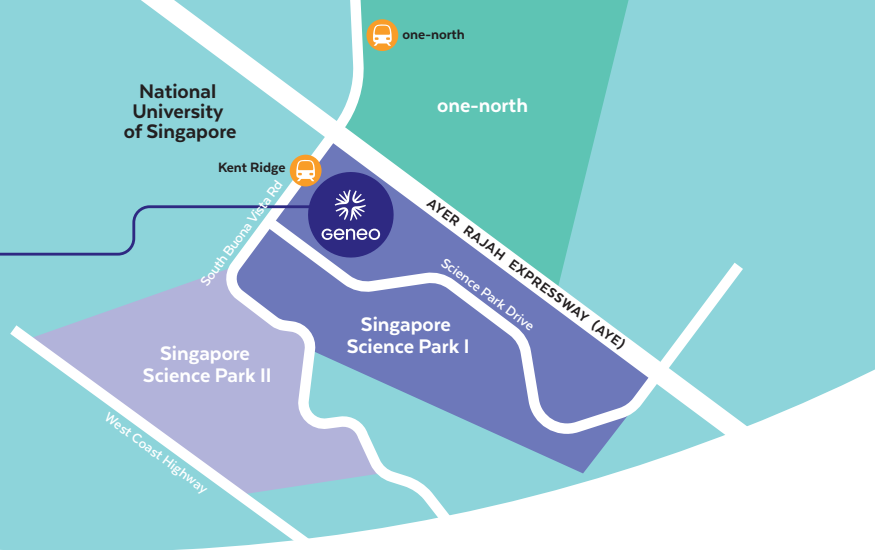 one-north
National
University
of Singapore
one-north
Kent Ridge
South Buona Vista Rd
GENEO
AYER RAJAH EXPRESSWAY (AYE)
Science Park Drive
Singapore
Science Park I
Singapore
Science Park II
West Coast Highway